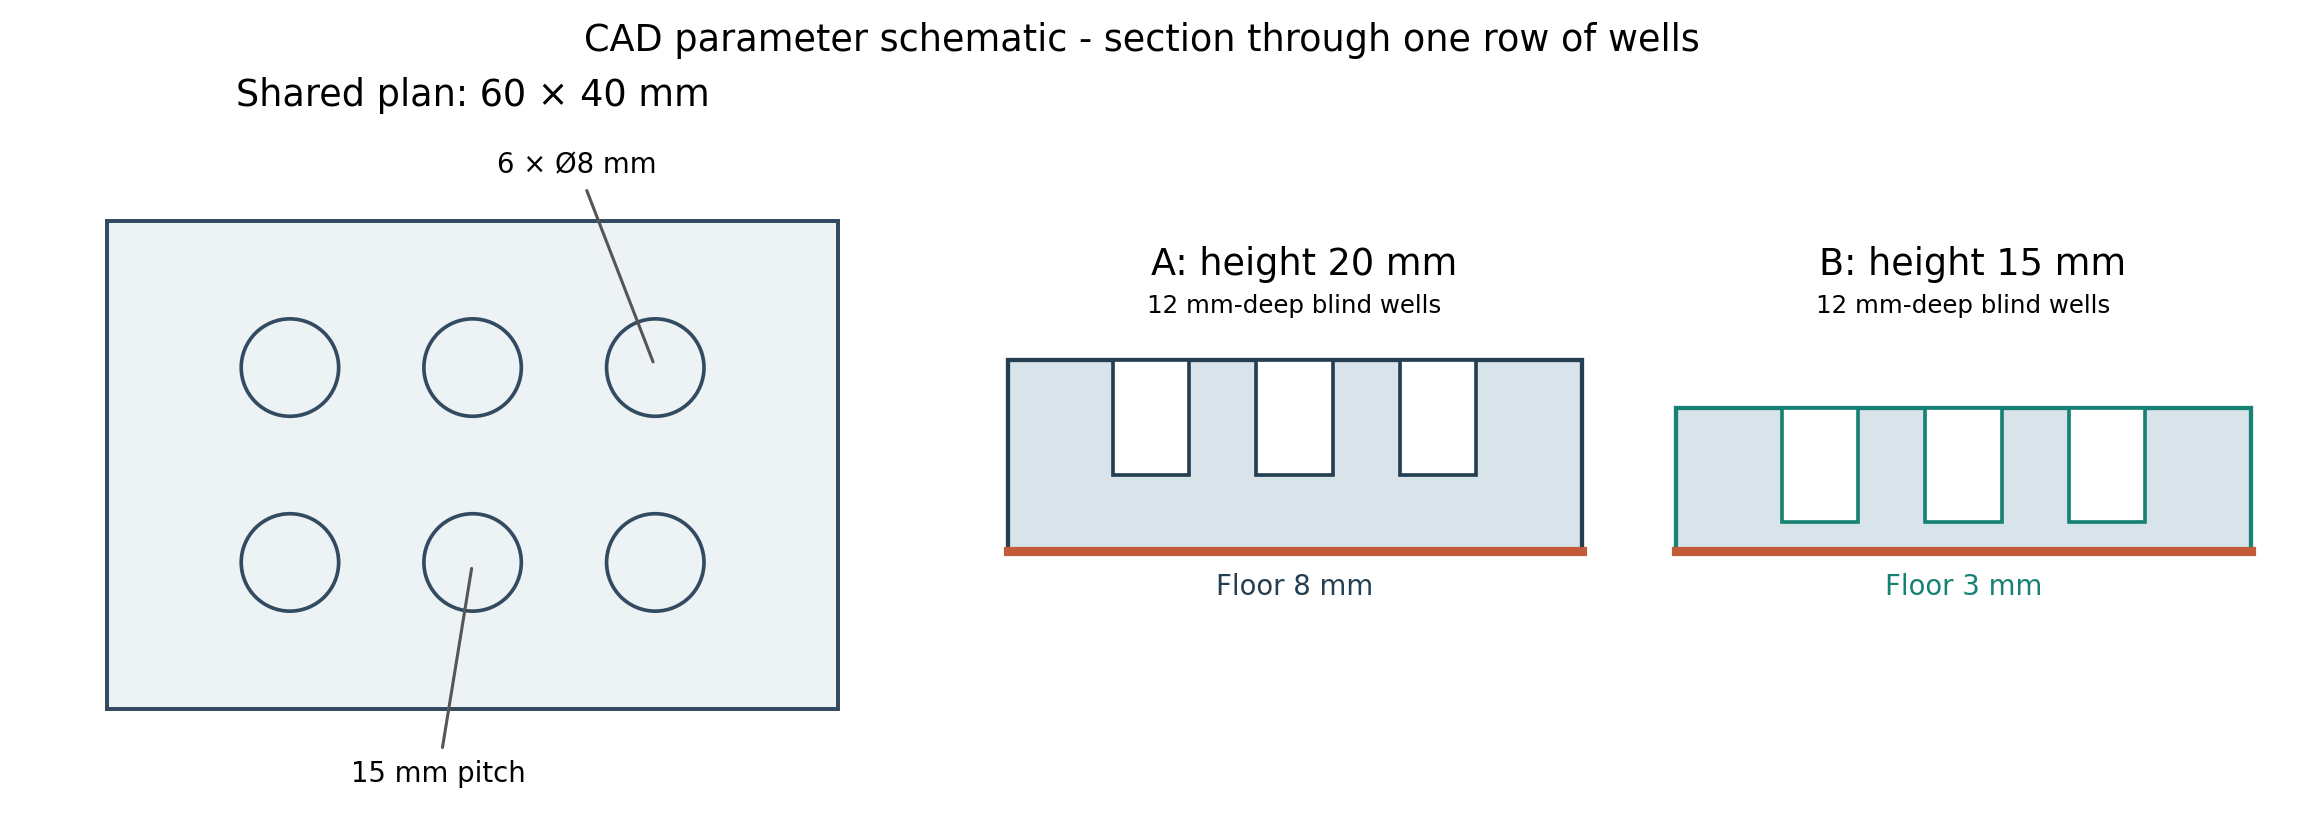 CAD parameter schematic - section through one row of wells
Shared plan: 60 × 40 mm
6 × Ø8 mm
15 mm pitch
A: height 20 mm
12 mm-deep blind wells
Floor 8 mm
B: height 15 mm
12 mm-deep blind wells
Floor 3 mm